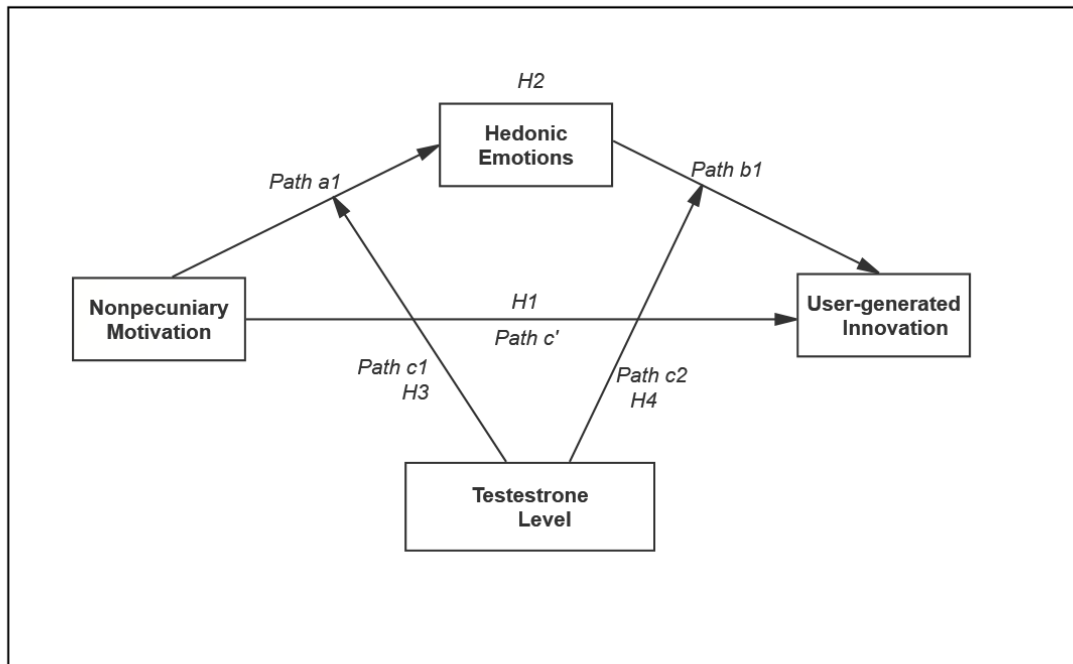 H2
Hedonic
Emotions
Path a1
Path b1
Nonpecuniary
Motivation
H1
Path c'
User-generated
Innovation
Path c1
H3
Path c2
H4
Testestrone
Level